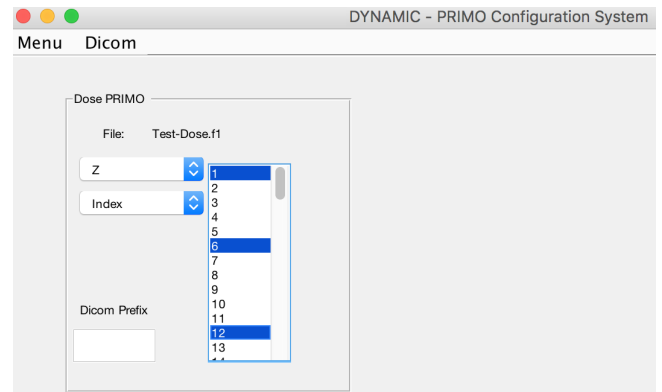 DYNAMIC - PRIMO Configuration System
Menu Dicom
Dose PRIMO
File: Test-Dose.f1
Z
Index
1
2
3
4
5
6
7
8
9
10
11
12
13
Dicom Prefix